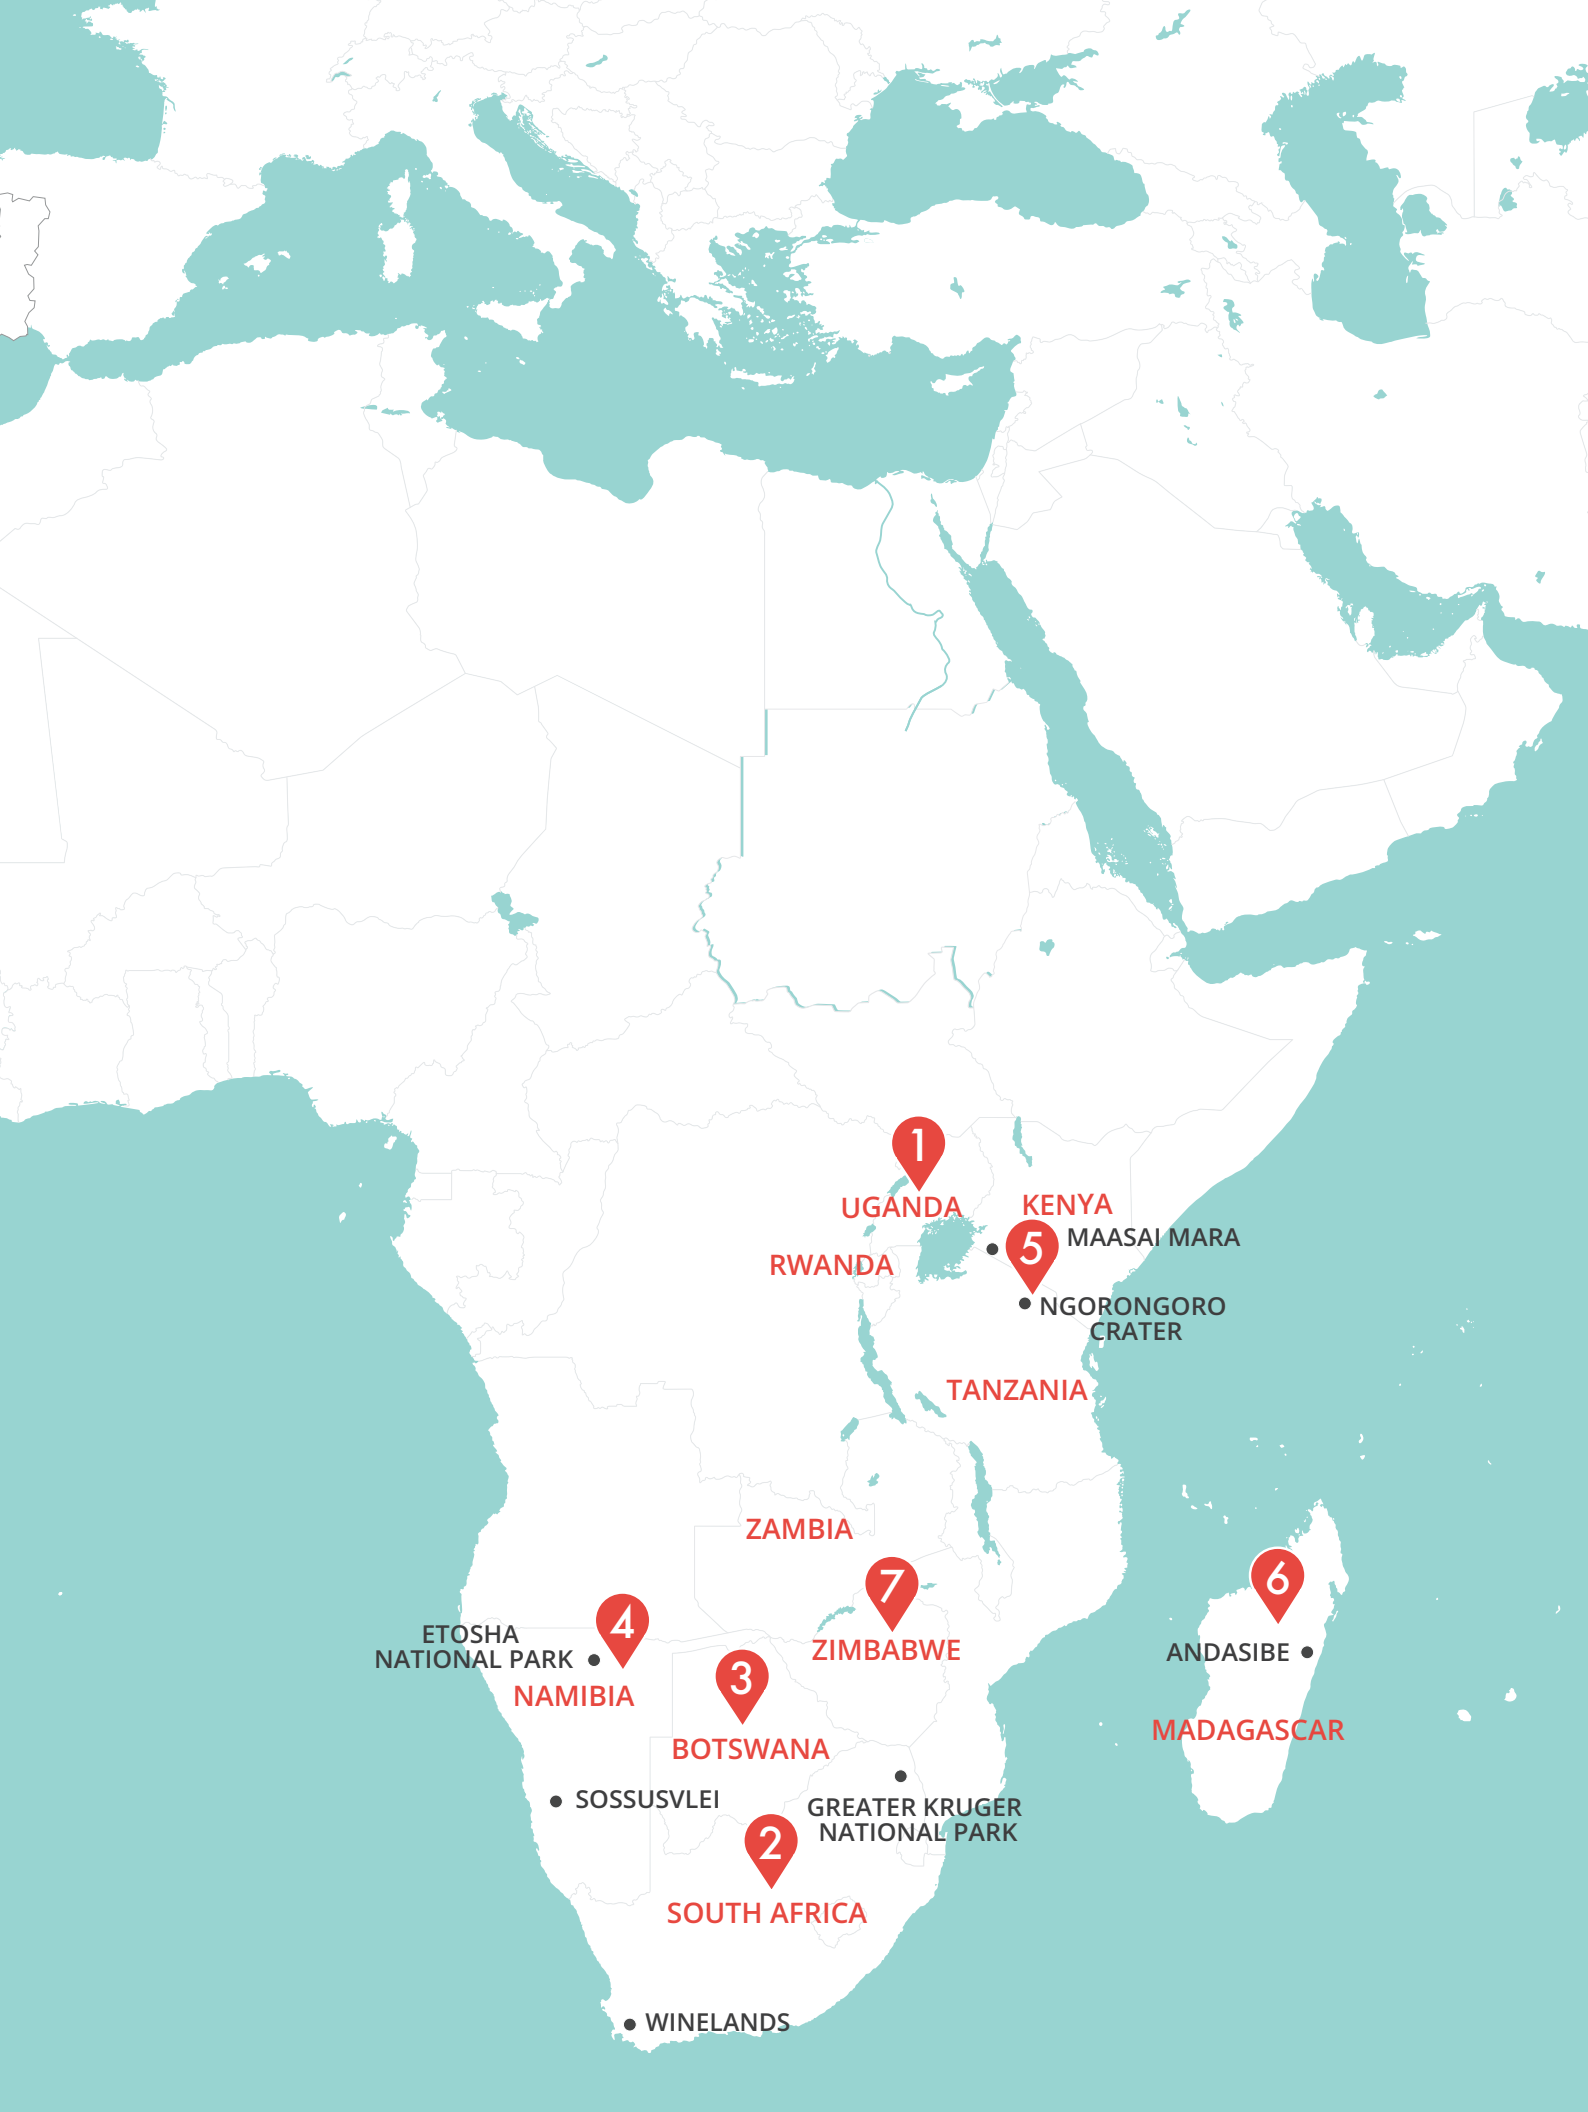 1
UGANDA
KENYA
MAASAI MARA
5
RWANDA
NGORONGORO
CRATER
TANZANIA
ZAMBIA
7
ZIMBABWE
6
ANDASIBE
MADAGASCAR
ETOSHA
NATIONAL PARK
4
NAMIBIA
3
BOTSWANA
SOSSUSVLEI
GREATER KRUGER
NATIONAL PARK
2
SOUTH AFRICA
WINELANDS